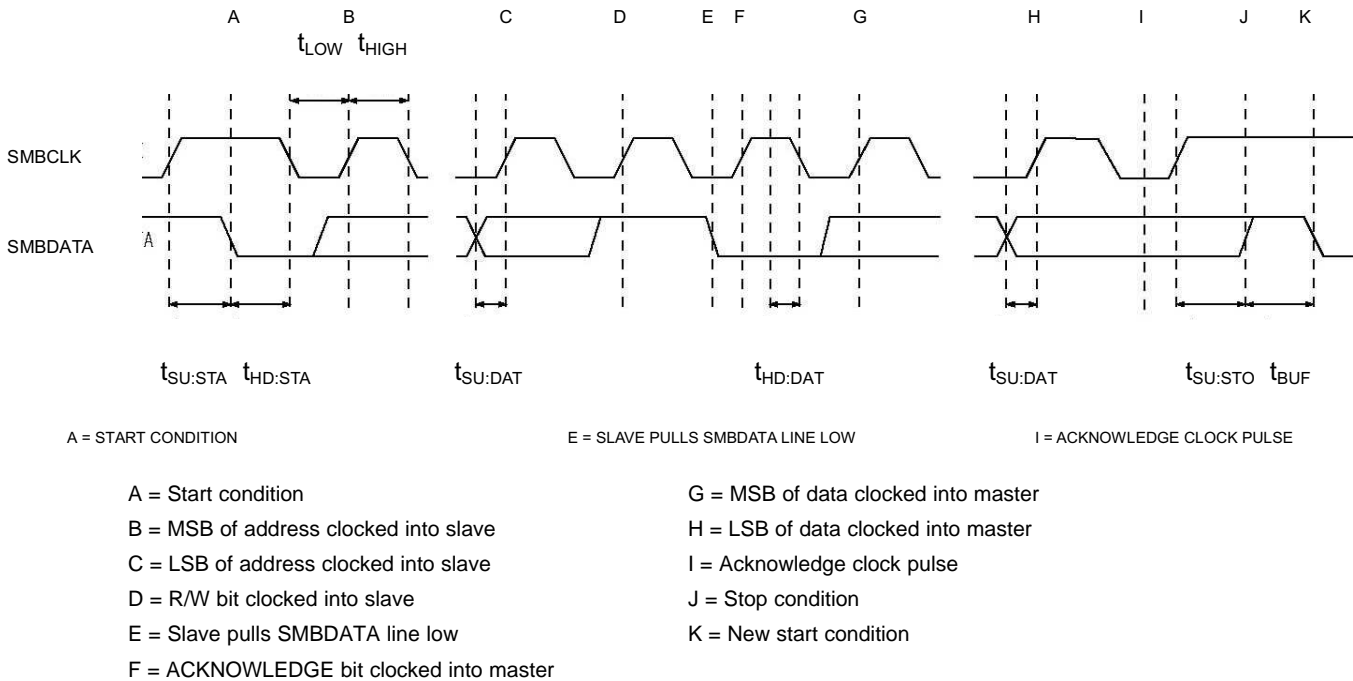 A B C D E F G H I J K
tLOW tHIGH
SMBCLK
SMBDATA
A
tSU:STA tHD:STA tSU:DAT tHD:DAT tSU:DAT tSU:STO tBUF
A = START CONDITION E = SLAVE PULLS SMBDATA LINE LOW I = ACKNOWLEDGE CLOCK PULSE
A = Start condition
B = MSB of address clocked into slave
C = LSB of address clocked into slave
D = R/W bit clocked into slave
E = Slave pulls SMBDATA line low
F = ACKNOWLEDGE bit clocked into master
G = MSB of data clocked into master
H = LSB of data clocked into master
I = Acknowledge clock pulse
J = Stop condition
K = New start condition